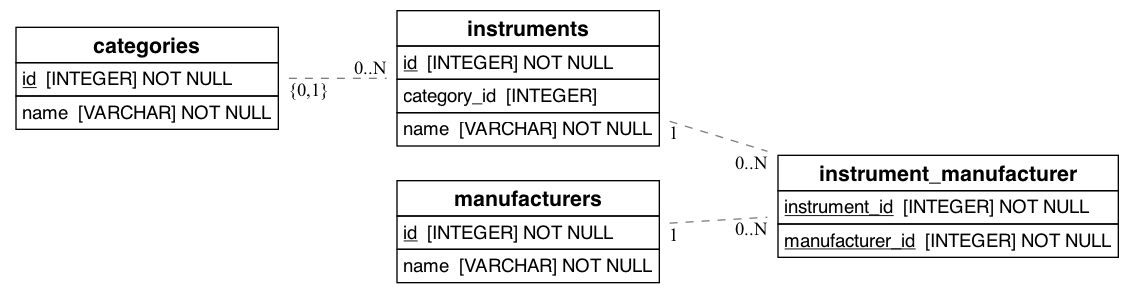 categories
id [INTEGER] NOT NULL
name [VARCHAR] NOT NULL
{0,1}
0..N
instruments
id [INTEGER] NOT NULL
category_id [INTEGER]
name [VARCHAR] NOT NULL
1
0..N
manufacturers
id [INTEGER] NOT NULL
name [VARCHAR] NOT NULL
1
0..N
instrument_manufacturer
instrument_id [INTEGER] NOT NULL
manufacturer_id [INTEGER] NOT NULL